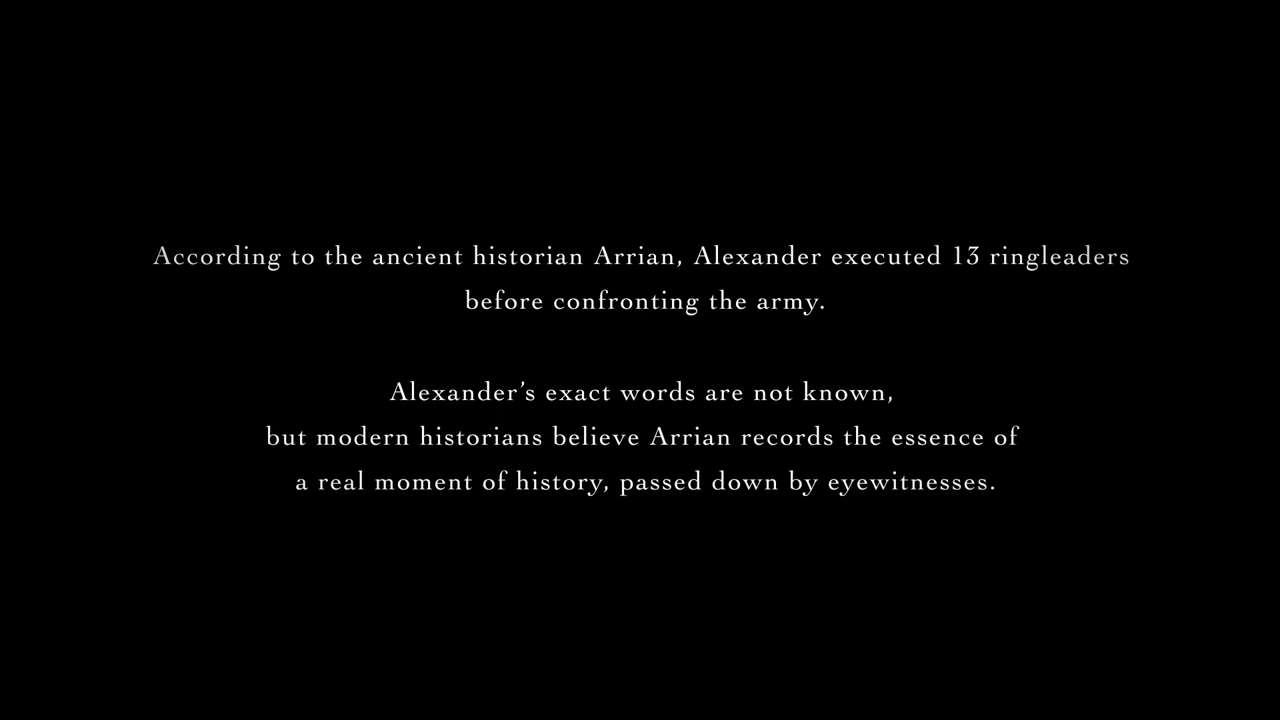 According to the ancient historian Arrian, Alexander executed 13 ringleaders
before confronting the army.
Alexander’s exact words are not known,
but modern historians believe Arrian records the essence of
a real moment of history, passed down by eyewitnesses.